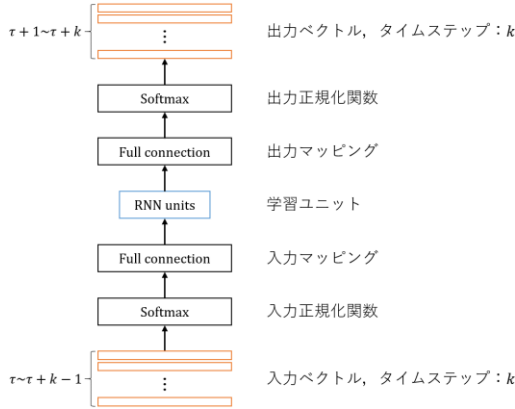 τ + 1~τ + k
出力ベクトル，タイムステップ：k
Softmax
出力正規化関数
Full connection
出力マッピング
RNN units
学習ユニット
Full connection
入力マッピング
Softmax
入力正規化関数
τ~τ + k − 1
入力ベクトル，タイムステップ：k